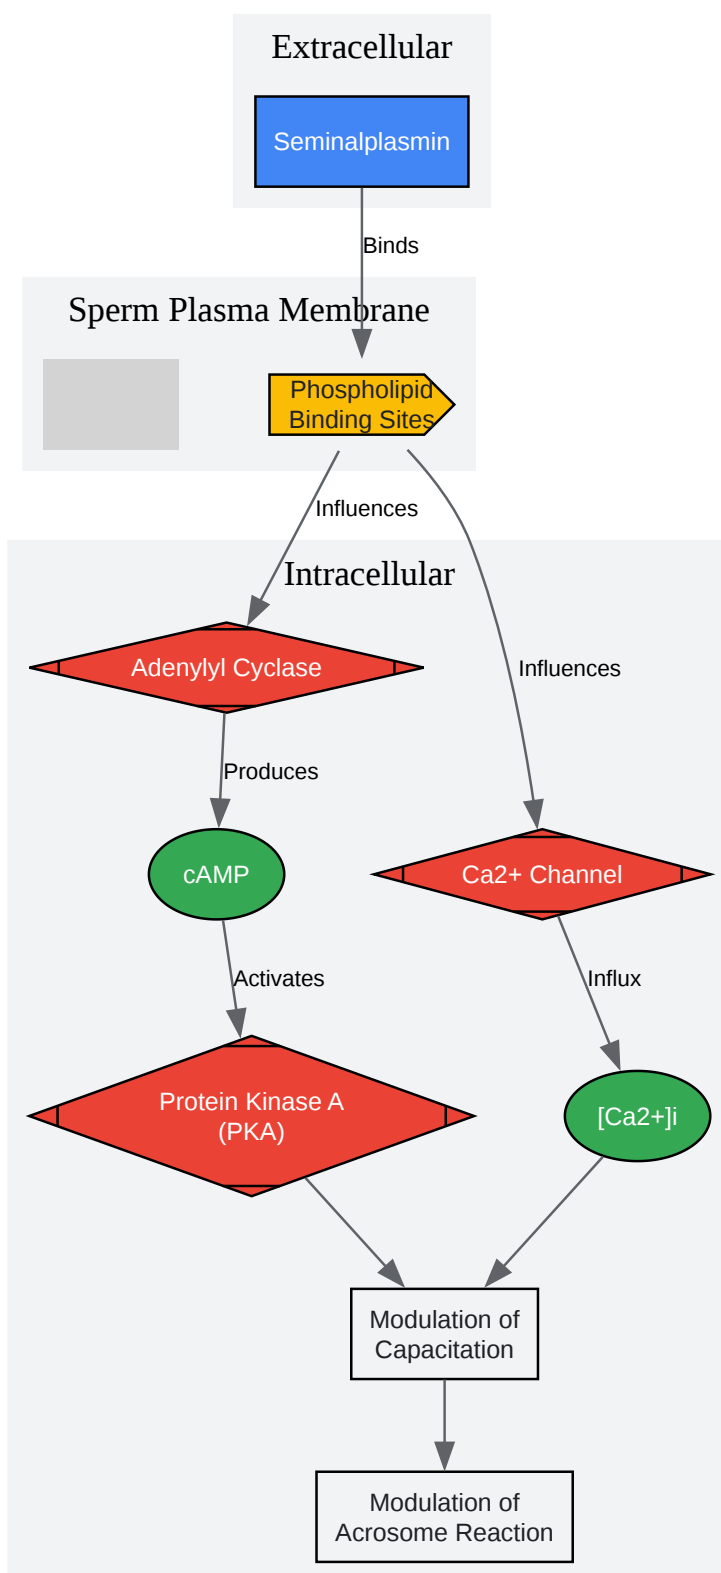 Extracellular
Seminalplasmin
Binds
Sperm Plasma Membrane
Phospholipid
Binding Sites
Influences
Intracellular
Adenylyl Cyclase
Influences
Produces
cAMP
Ca2+ Channel
Activates
Influx
Protein Kinase A
(PKA)
[Ca2+]i
Modulation of
Capacitation
Modulation of
Acrosome Reaction